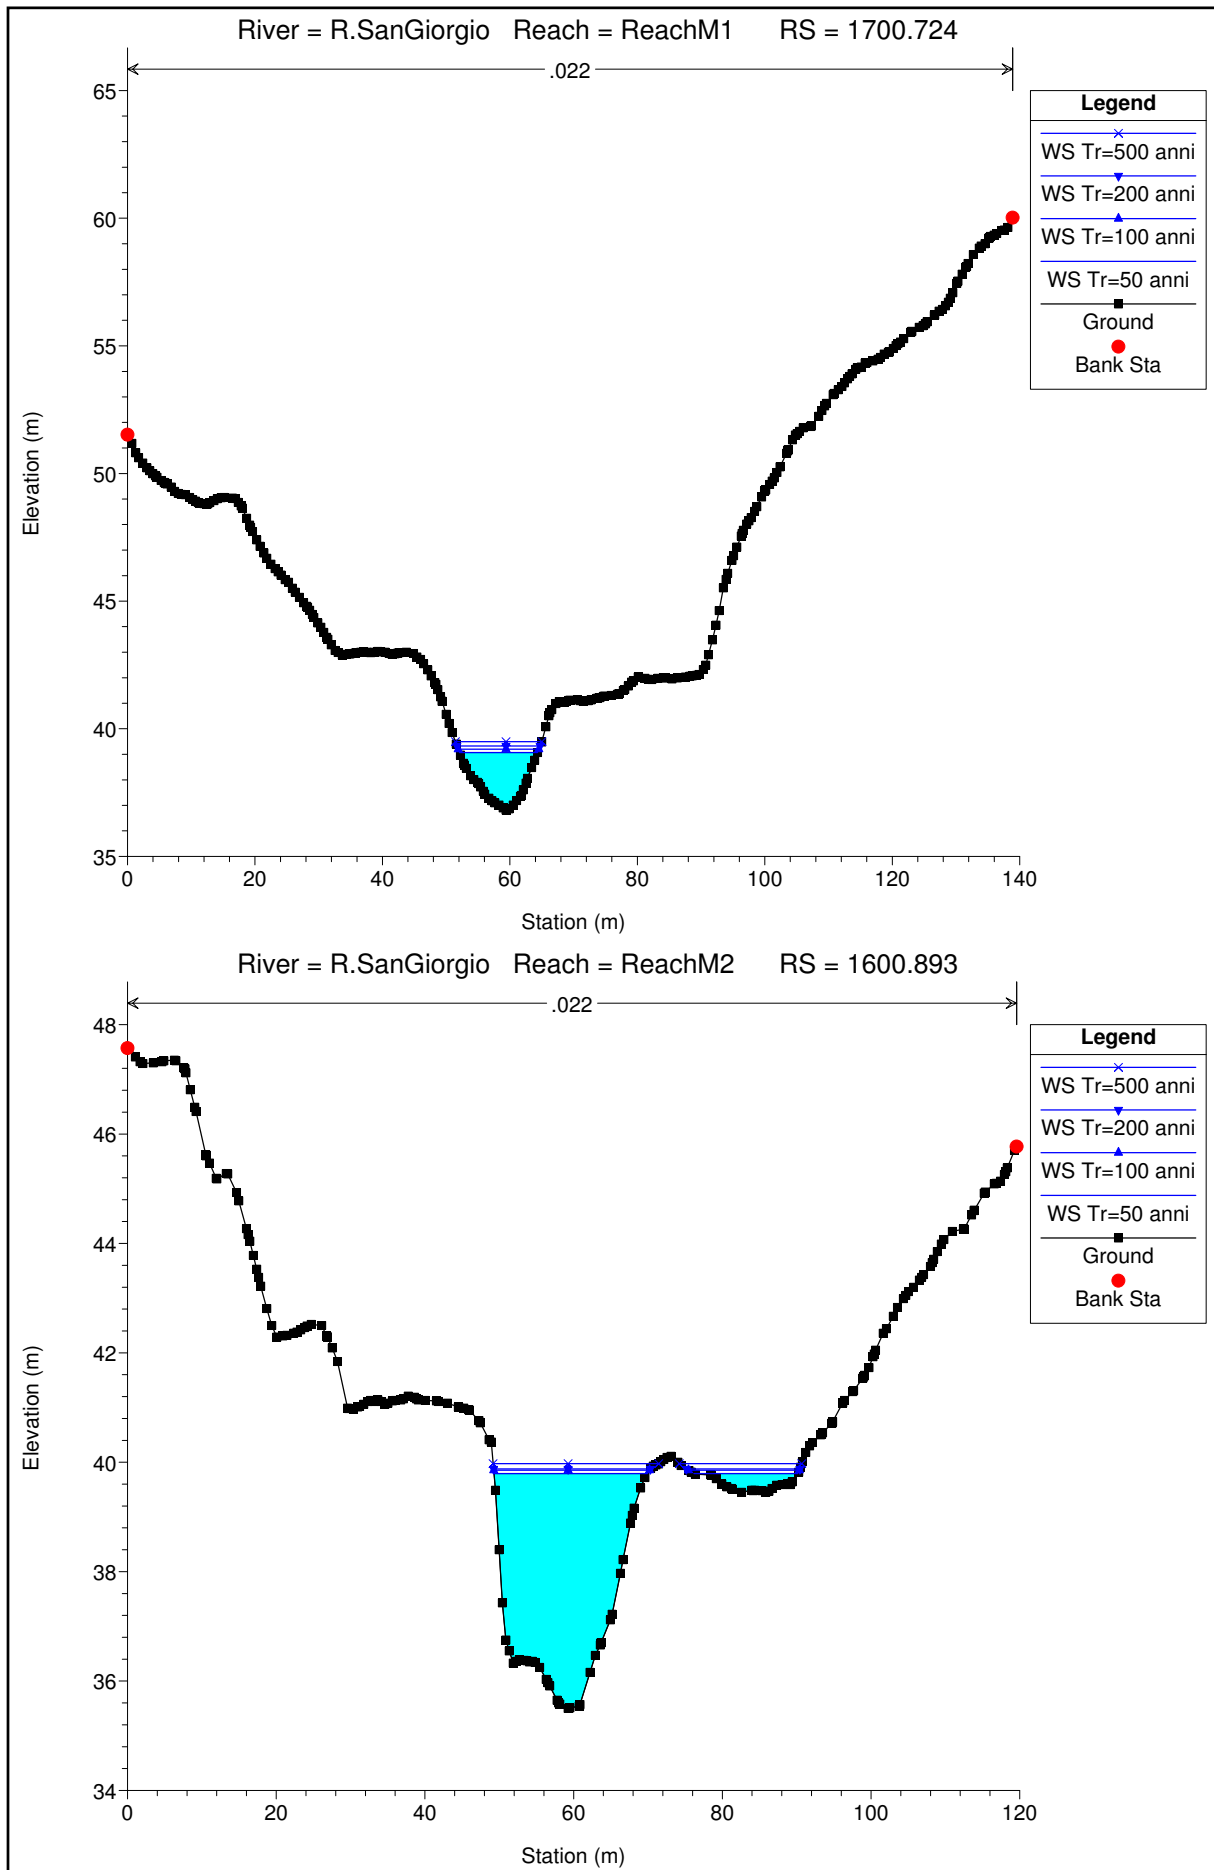 River = R.SanGiorgio Reach = ReachM1 RS = 1700.724
.022
65
60
55
50
45
40
35
Elevation (m)
0 20 40 60 80 100 120 140
Station (m)
Legend
WS Tr=500 anni
WS Tr=200 anni
WS Tr=100 anni
WS Tr=50 anni
Ground
Bank Sta
River = R.SanGiorgio Reach = ReachM2 RS = 1600.893
.022
48
46
44
42
40
38
36
34
Elevation (m)
0 20 40 60 80 100 120
Station (m)
Legend
WS Tr=500 anni
WS Tr=200 anni
WS Tr=100 anni
WS Tr=50 anni
Ground
Bank Sta